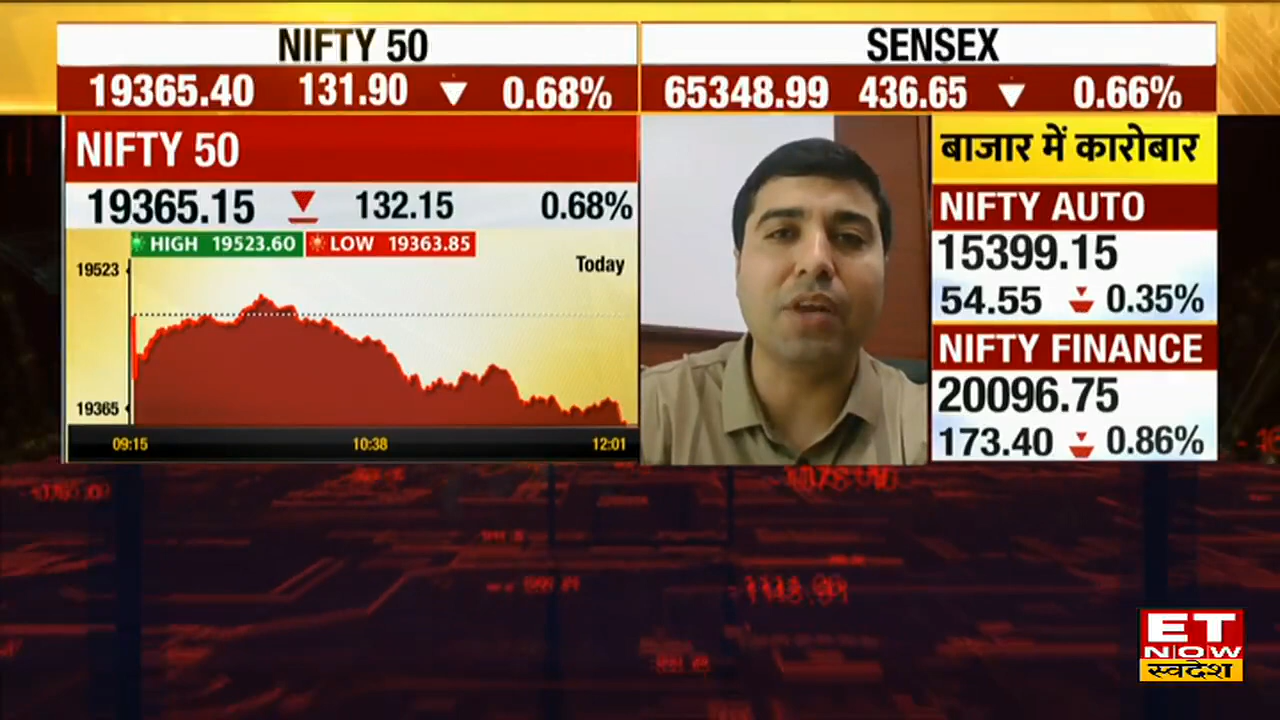 NIFTY 50
19365.40 131.90 ▼ 0.68%
SENSEX
65348.99 436.65 ▼ 0.66%
NIFTY 50
19365.15 ▼ 132.15 0.68%
HIGH 19523.60 LOW 19363.85
Today
19523
19365
09:15 10:38 12:01
बाजार में कारोबार
NIFTY AUTO
15399.15
54.55 ▼ 0.35%
NIFTY FINANCE
20096.75
173.40 ▼ 0.86%
ET
NOW
स्वदेश